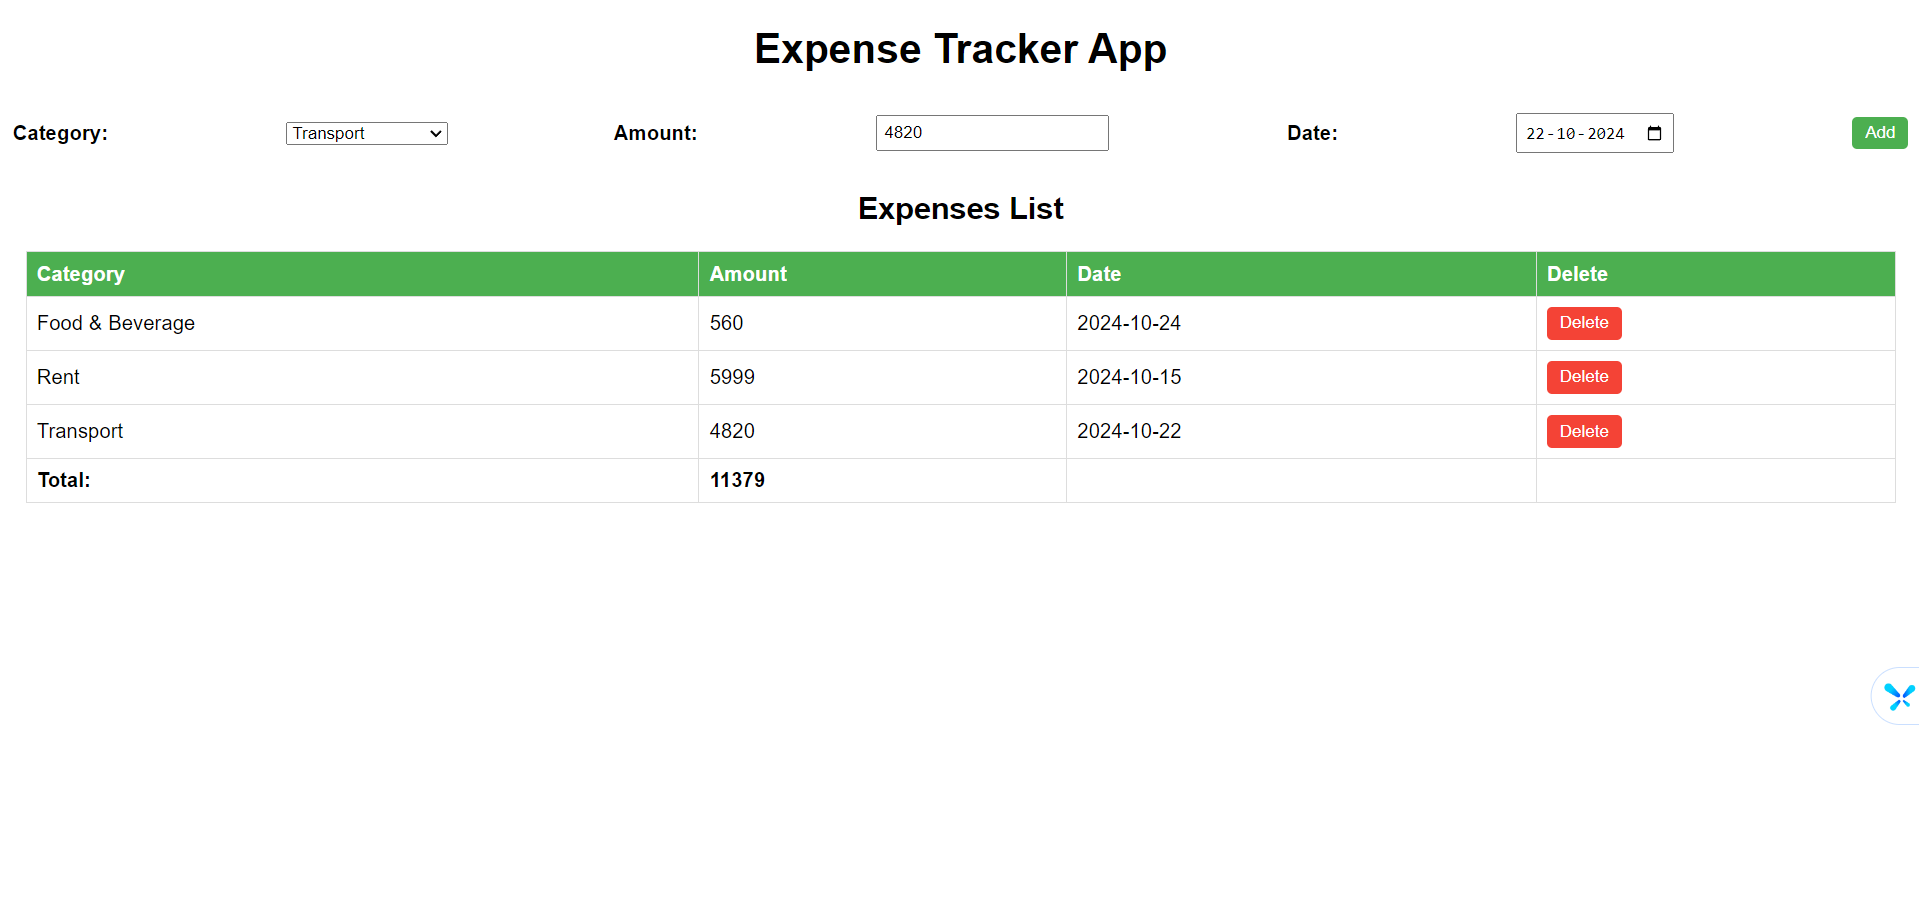 Expense Tracker App
Category: Transport Amount: 4820 Date: 22-10-2024 Add
Expenses List
Category Amount Date Delete
Food & Beverage 560 2024-10-24 Delete
Rent 5999 2024-10-15 Delete
Transport 4820 2024-10-22 Delete
Total: 11379